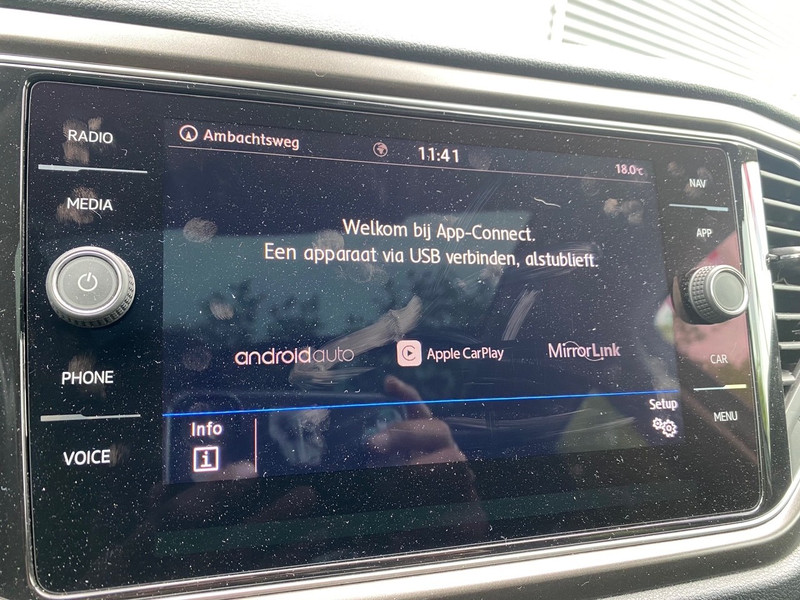 RADIO
MEDIA
PHONE
VOICE
Ambachtsweg
11:41
18.0°C
Welkom bij App-Connect.
Een apparaat via USB verbinden, alstublieft.
androidauto
Apple CarPlay
MirrorLink
Info
Setup
NAV
APP
CAR
MENU